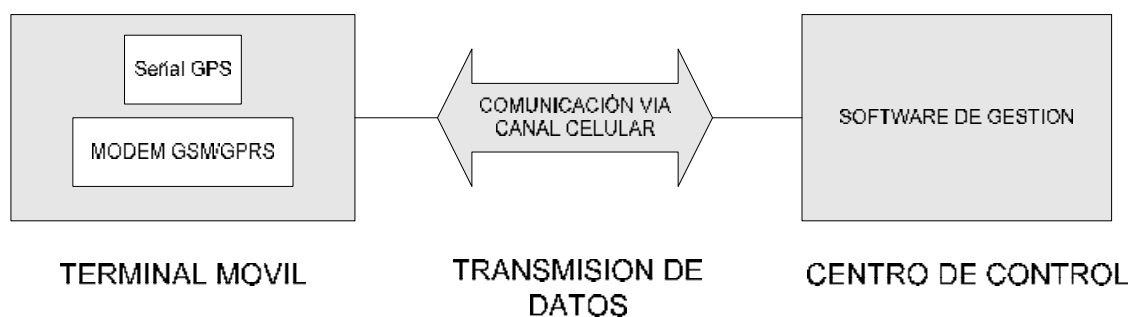 Señal GPS
MODEM GSM/GPRS
COMUNICACIÓN VIA
CANAL CELULAR
SOFTWARE DE GESTION
TERMINAL MOVIL
TRANSMISION DE
DATOS
CENTRO DE CONTROL